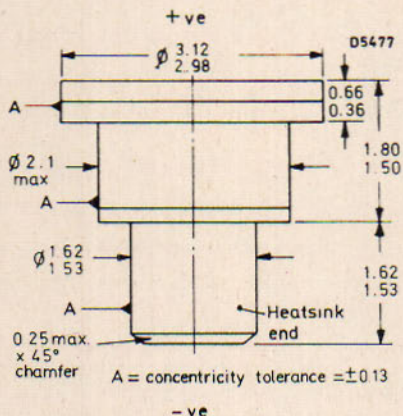 +ve
D5477
ø 3.12
2.98
0.66
0.36
A
ø 2.1
max
1.80
1.50
A
ø 1.62
1.53
1.62
1.53
A
Heatsink
end
0.25 max.
x 45°
chamfer
A = concentricity tolerance = ±0.13
-ve